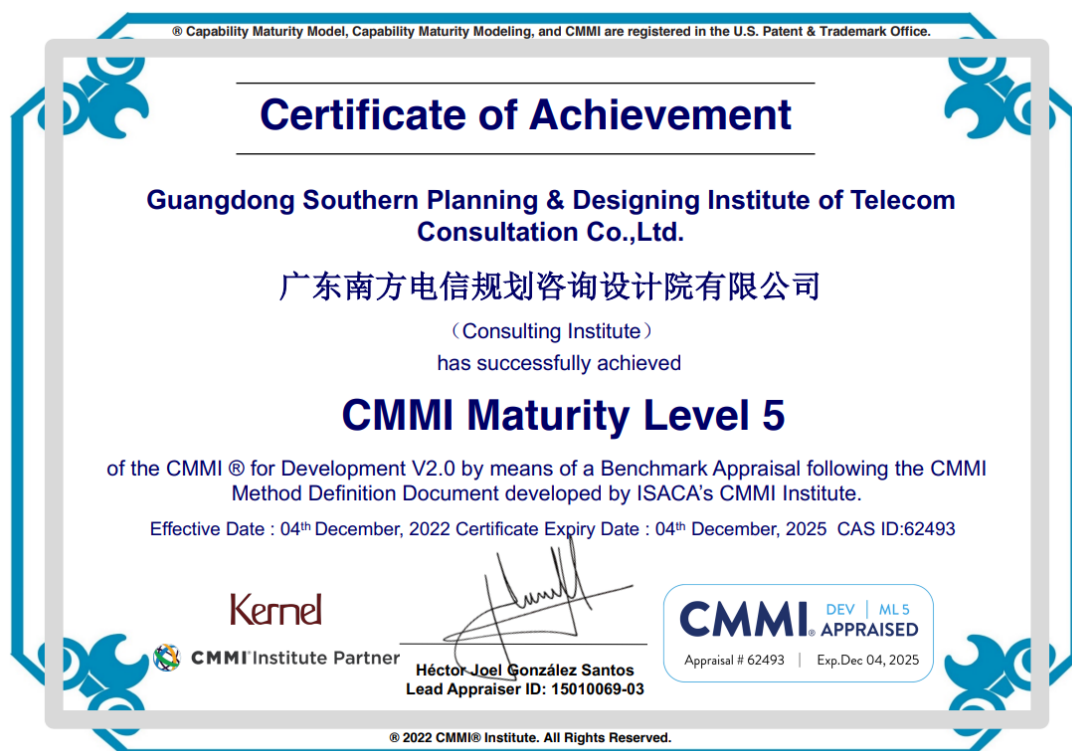 ® Capability Maturity Model, Capability Maturity Modeling, and CMMI are registered in the U.S. Patent & Trademark Office.
Certificate of Achievement
Guangdong Southern Planning & Designing Institute of Telecom
Consultation Co.,Ltd.
广东南方电信规划咨询设计院有限公司
（Consulting Institute）
has successfully achieved
CMMI Maturity Level 5
of the CMMI ® for Development V2.0 by means of a Benchmark Appraisal following the CMMI
Method Definition Document developed by ISACA's CMMI Institute.
Effective Date : 04th December, 2022 Certificate Expiry Date : 04th December, 2025 CAS ID:62493
Kernel
CMMI® Institute Partner
Héctor Joel González Santos
Lead Appraiser ID: 15010069-03
CMMI® DEV | ML 5
APPRAISED
Appraisal # 62493 | Exp.Dec 04, 2025
® 2022 CMMI® Institute. All Rights Reserved.